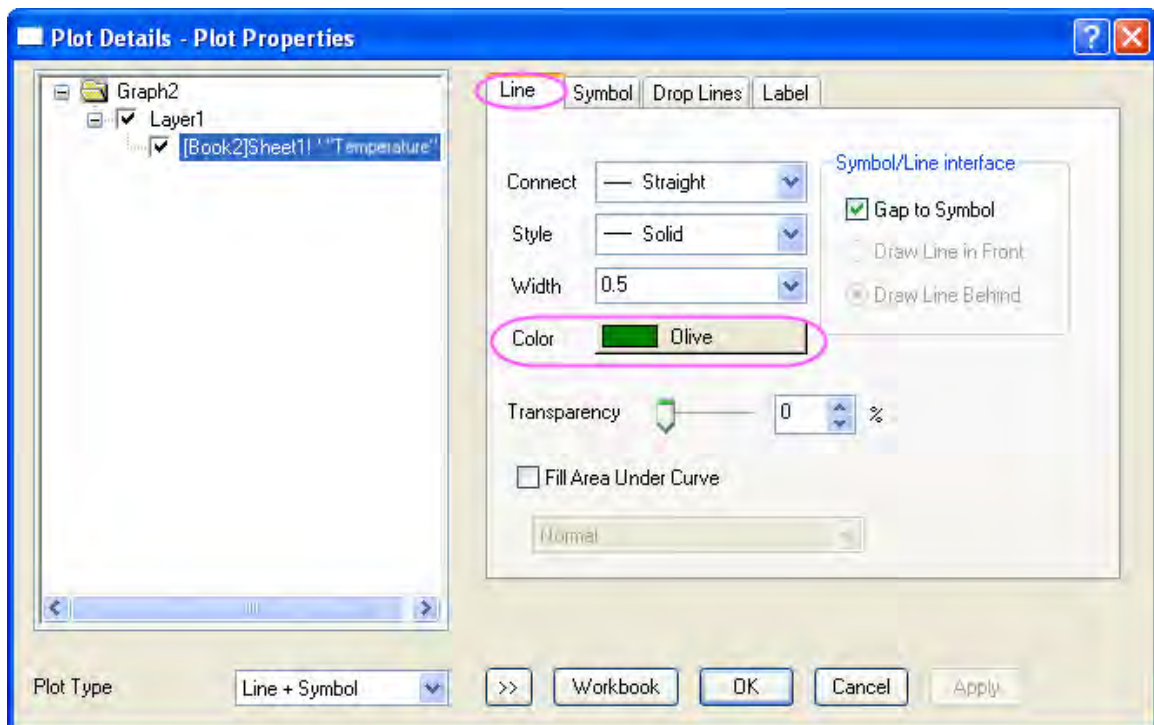 Plot Details - Plot Properties
Graph2
Layer1
[Book2]Sheet1! ' "Temperature"
Line Symbol Drop Lines Label
Connect Straight
Style Solid
Width 0.5
Color Olive
Symbol/Line interface
Gap to Symbol
Draw Line in Front
Draw Line Behind
Transparency 0 %
Fill Area Under Curve
Normal
Plot Type Line + Symbol
>> Workbook OK Cancel Apply